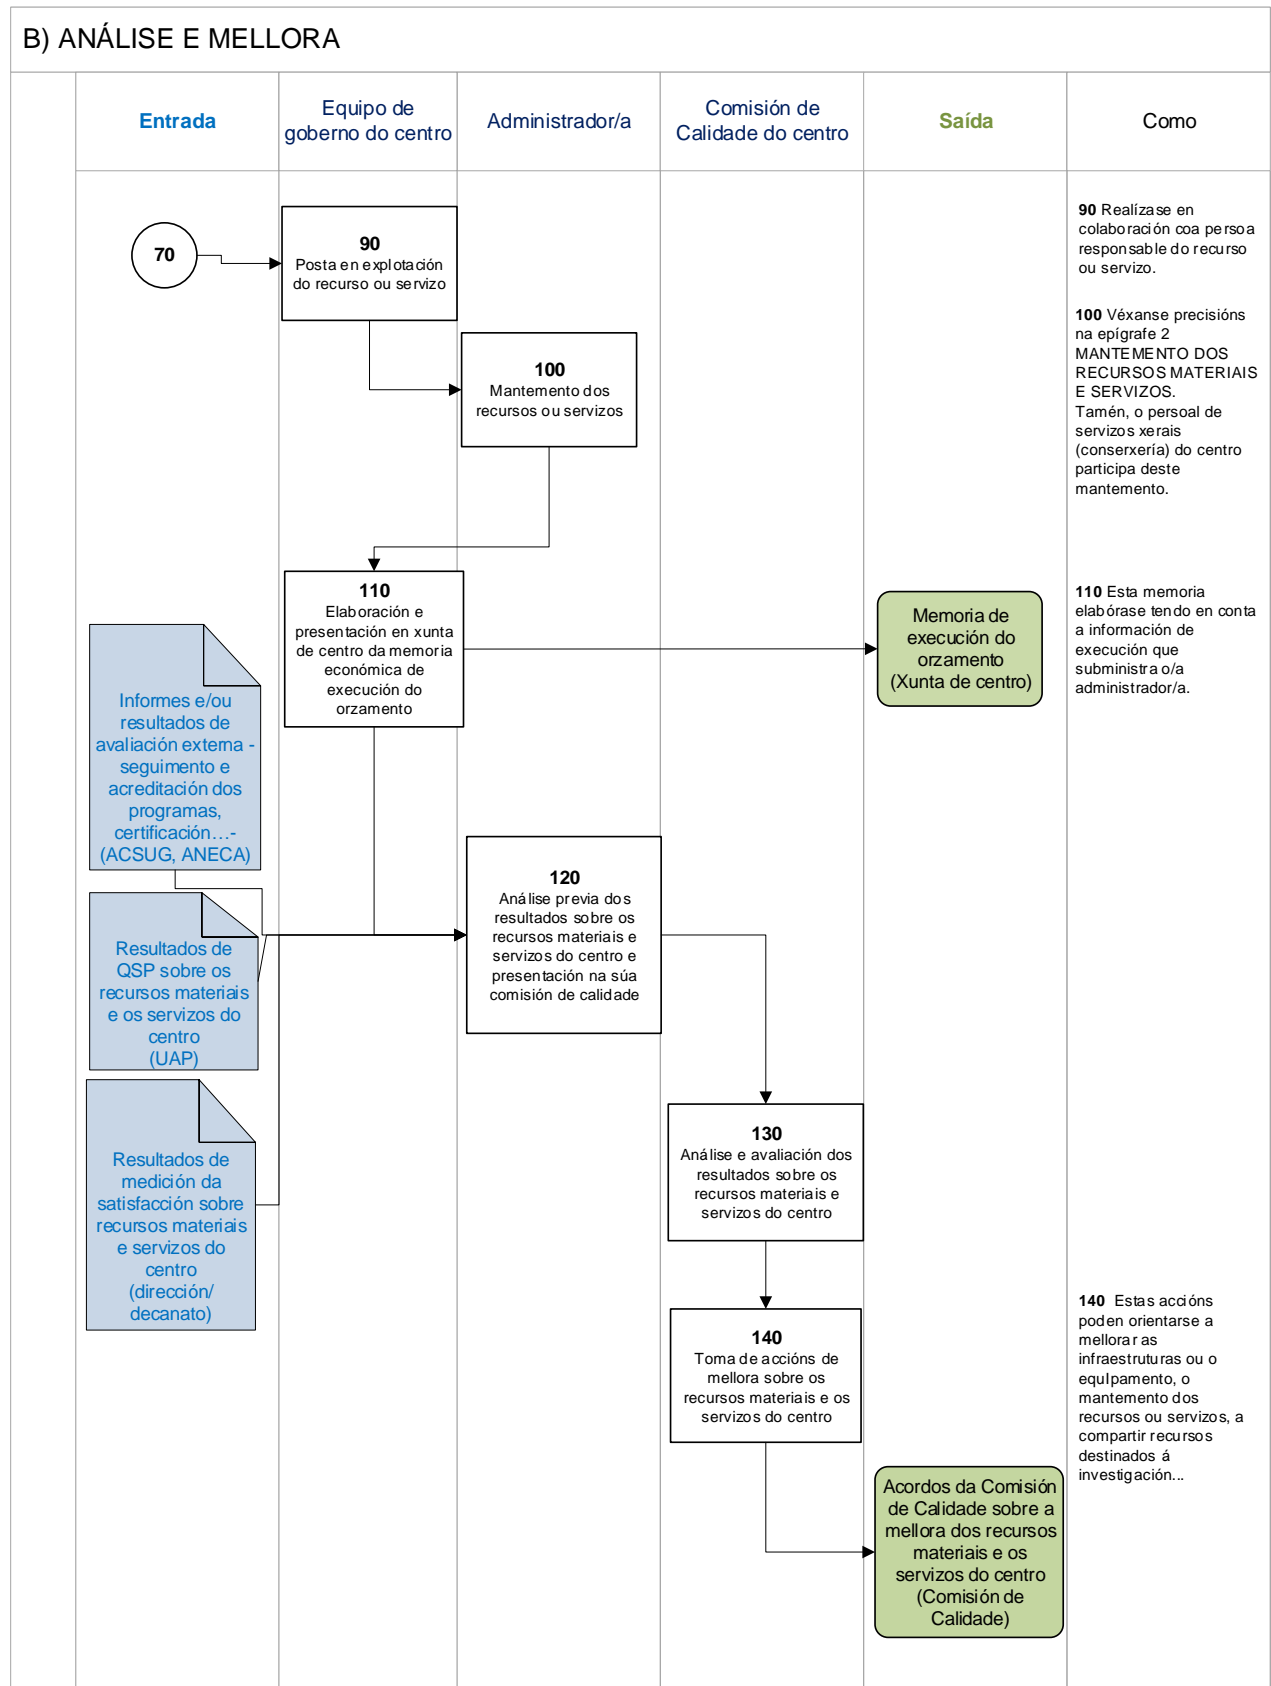 B) ANÁLISE E MELLORA
Entrada
Equipo de
goberno do centro
Administrador/a
Comisión de
Calidade do centro
Saída
Como
70
90
Posta en explotación
do recurso ou servizo
90 Realízase en
colaboración coa persoa
responsable do recurso
ou servizo.
100
Mantemento dos
recursos ou servizos
100 Véxanse precisións
na epígrafe 2
MANTEMENTO DOS
RECURSOS MATERIAIS
E SERVIZOS.
Tamén, o persoal de
servizos xerais
(conserxería) do centro
participa deste
mantemento.
110
Elaboración e
presentación en xunta
de centro da memoria
económica de
execución do
orzamento
Memoria de
execución do
orzamento
(Xunta de centro)
110 Esta memoria
elabórase tendo en conta
a información de
execución que
subministra o/a
administrador/a.
Informes e/ou
resultados de
avaliación externa -
seguimento e
acreditación dos
programas,
certificación…-
(ACSUG, ANECA)
120
Análise previa dos
resultados sobre os
recursos materiais e
servizos do centro e
presentación na súa
comisión de calidade
Resultados de
QSP sobre os
recursos materiais
e os servizos do
centro
(UAP)
Resultados de
medición da
satisfacción sobre
recursos materiais
e servizos do
centro
(dirección/
decanato)
130
Análise e avaliación dos
resultados sobre os
recursos materiais e
servizos do centro
140
Toma de accións de
mellora sobre os
recursos materiais e os
servizos do centro
140 Estas accións
poden orientarse a
mellorar as
infraestruturas ou o
equIpamento, o
mantemento dos
recursos ou servizos, a
compartir recursos
destinados á
investigación...
Acordos da Comisión
de Calidade sobre a
mellora dos recursos
materiais e os
servizos do centro
(Comisión de
Calidade)